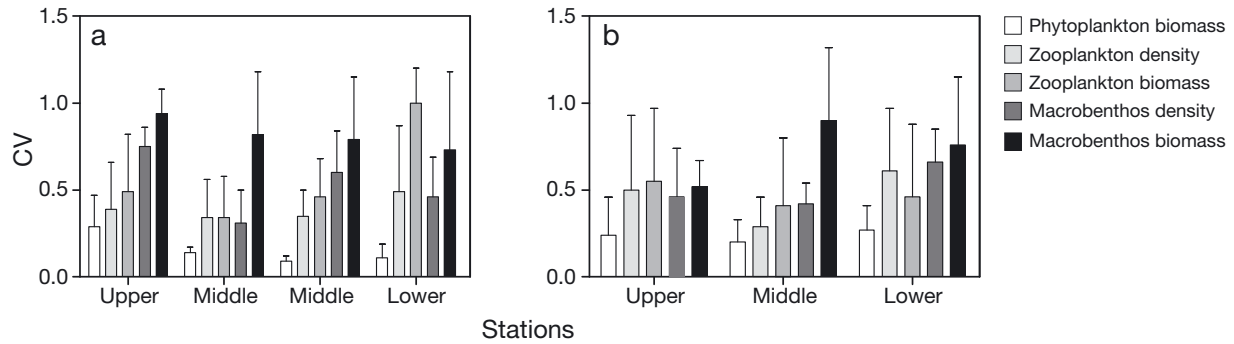 a
1.5
1.0
0.5
0.0
CV
Upper Middle Middle Lower
b
1.5
1.0
0.5
0.0
Upper Middle Lower
Stations
Phytoplankton biomass
Zooplankton density
Zooplankton biomass
Macrobenthos density
Macrobenthos biomass